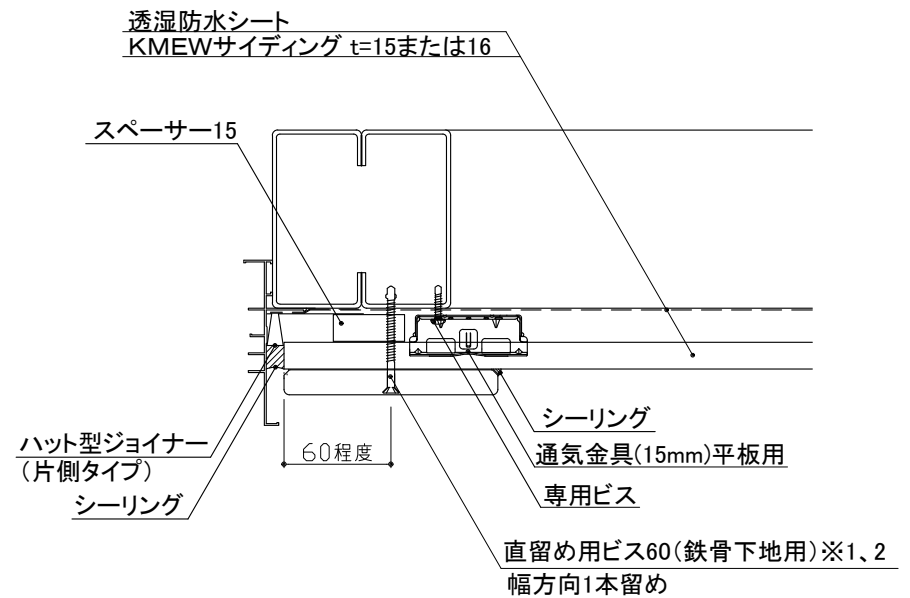 透湿防水シート
KMEWサイディング t=15または16
スペーサー15
シーリング
通気金具(15mm)平板用
専用ビス
ハット型ジョイナー
（片側タイプ）
シーリング
60程度
直留め用ビス60(鉄骨下地用)※1、2
幅方向1本留め